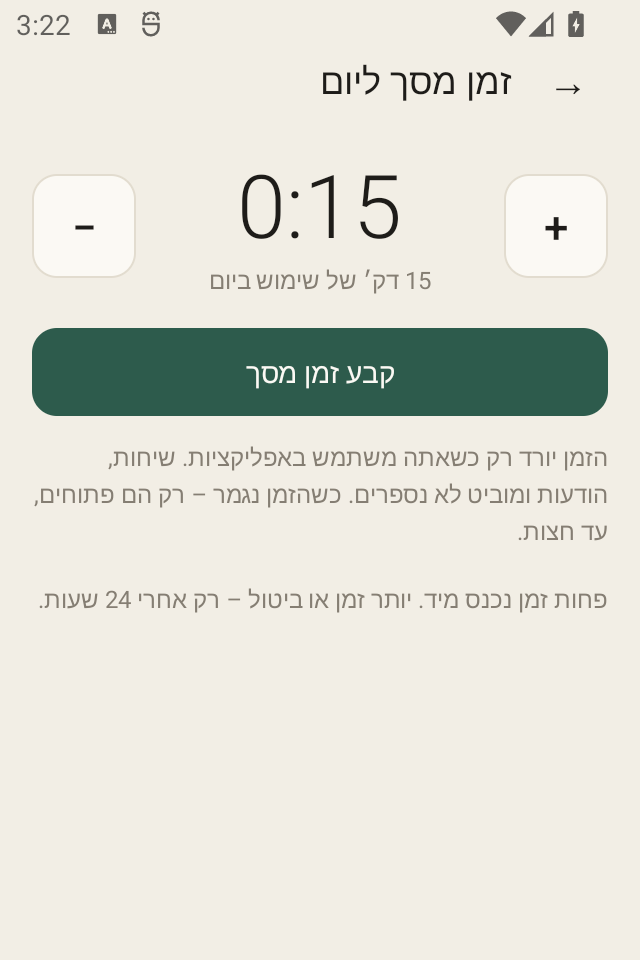 3:22
זמן מסך ליום →
+
0:15
–
15 דק׳ של שימוש ביום
קבע זמן מסך
הזמן יורד רק כשאתה משתמש באפליקציות. שיחות,
הודעות ומוביט לא נספרים. כשהזמן נגמר – רק הם פתוחים,
עד חצות.
פחות זמן נכנס מיד. יותר זמן או ביטול – רק אחרי 24 שעות.